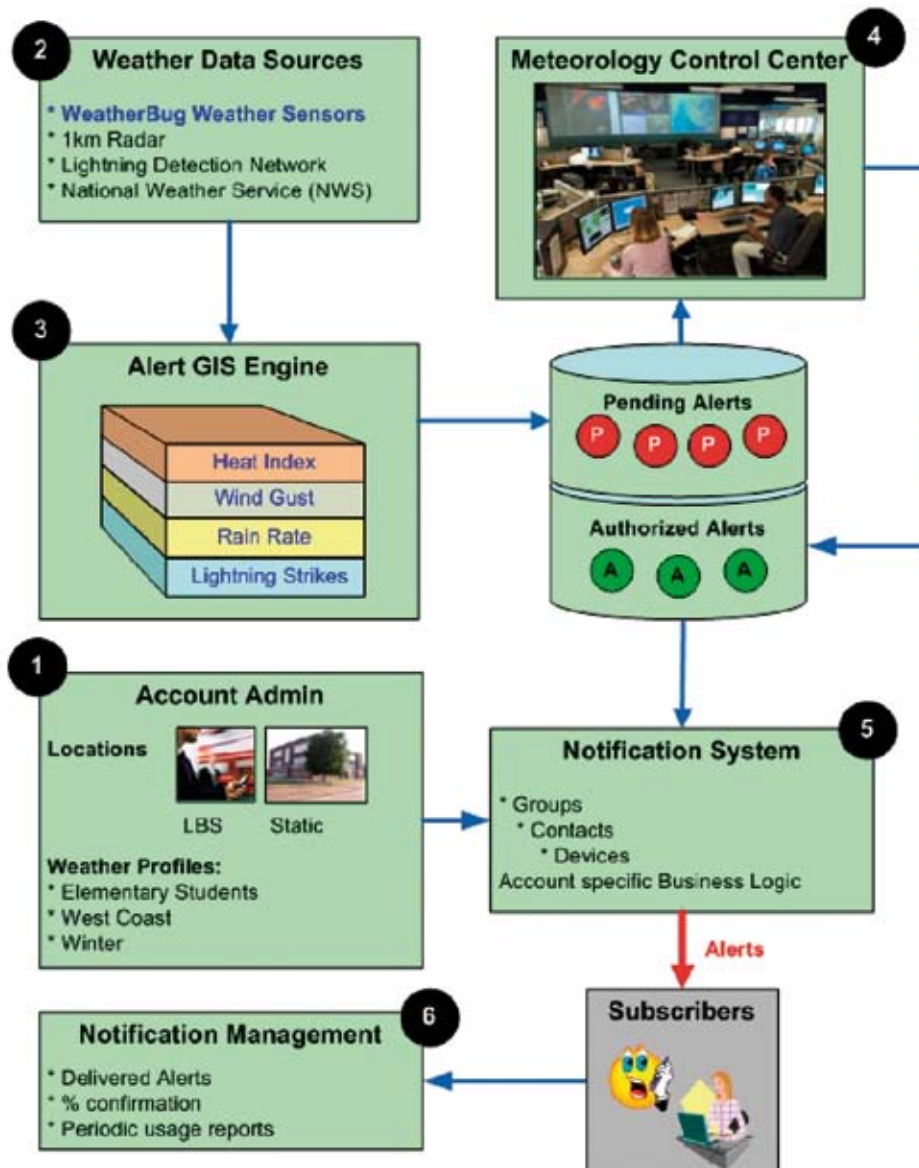 2
Weather Data Sources
* WeatherBug Weather Sensors
* 1km Radar
* Lightning Detection Network
* National Weather Service (NWS)
4
Meteorology Control Center
3
Alert GIS Engine
Heat Index
Wind Gust
Rain Rate
Lightning Strikes
Pending Alerts
P P P P
Authorized Alerts
A A A
1
Account Admin
Locations
LBS Static
Weather Profiles:
* Elementary Students
* West Coast
* Winter
5
Notification System
* Groups
* Contacts
* Devices
Account specific Business Logic
Alerts
Subscribers
6
Notification Management
* Delivered Alerts
* % confirmation
* Periodic usage reports